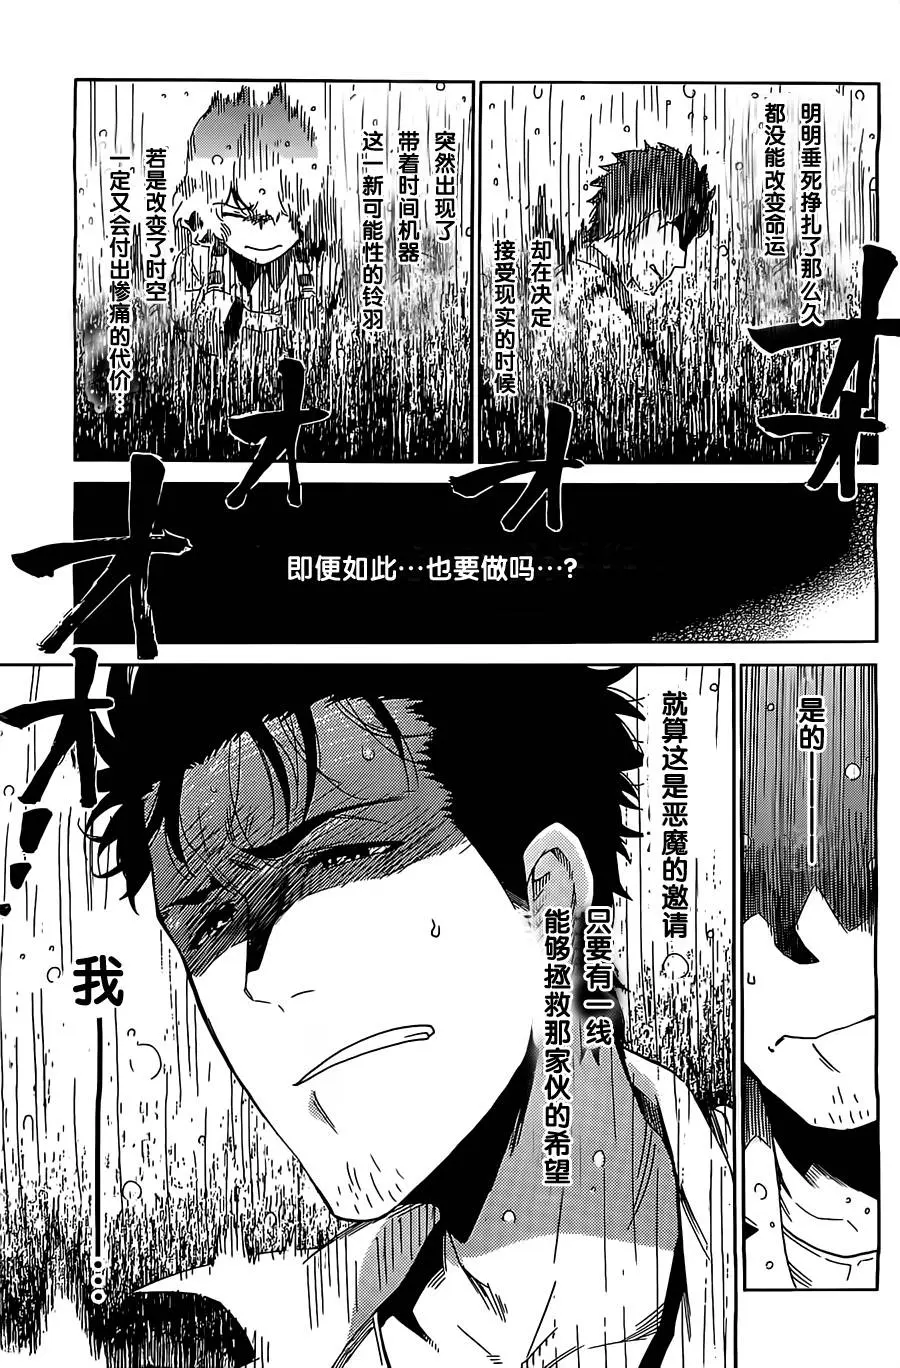 明明垂死挣扎了那么久
都没能改变命运
却在决定
接受现实的时候
突然出现了
带着时间机器
这一新可能性的铃羽
若是改变了时空
一定又会付出惨痛的代价…
オオオオオ!
即便如此…也要做吗…?
是的———
就算这是恶魔的邀请
只要有一线
能够拯救那家伙的希望
我———…。